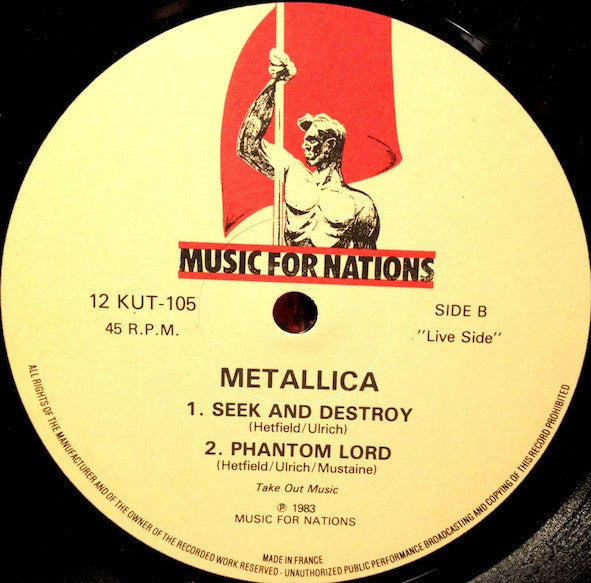 MUSIC FOR NATIONS
12 KUT-105
45 R.P.M.
SIDE B
"Live Side"
METALLICA
1. SEEK AND DESTROY
(Hetfield/Ulrich)
2. PHANTOM LORD
(Hetfield/Ulrich/Mustaine)
Take Out Music
℗ 1983
MUSIC FOR NATIONS
MADE IN FRANCE
ALL RIGHTS OF THE MANUFACTURER AND OF THE OWNER OF THE RECORDED WORK RESERVED - UNAUTHORIZED PUBLIC PERFORMANCE BROADCASTING AND COPYING OF THIS RECORD PROHIBITED